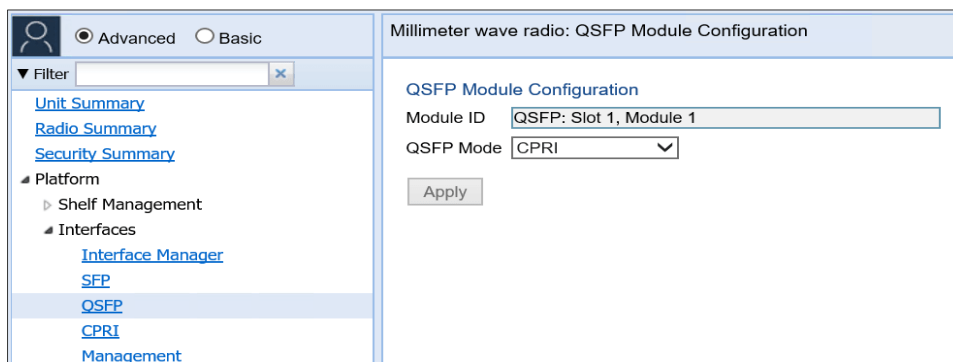 Advanced Basic
Filter
Unit Summary
Radio Summary
Security Summary
Platform
Shelf Management
Interfaces
Interface Manager
SFP
QSFP
CPRI
Management
Millimeter wave radio: QSFP Module Configuration
QSFP Module Configuration
Module ID QSFP: Slot 1, Module 1
QSFP Mode CPRI
Apply